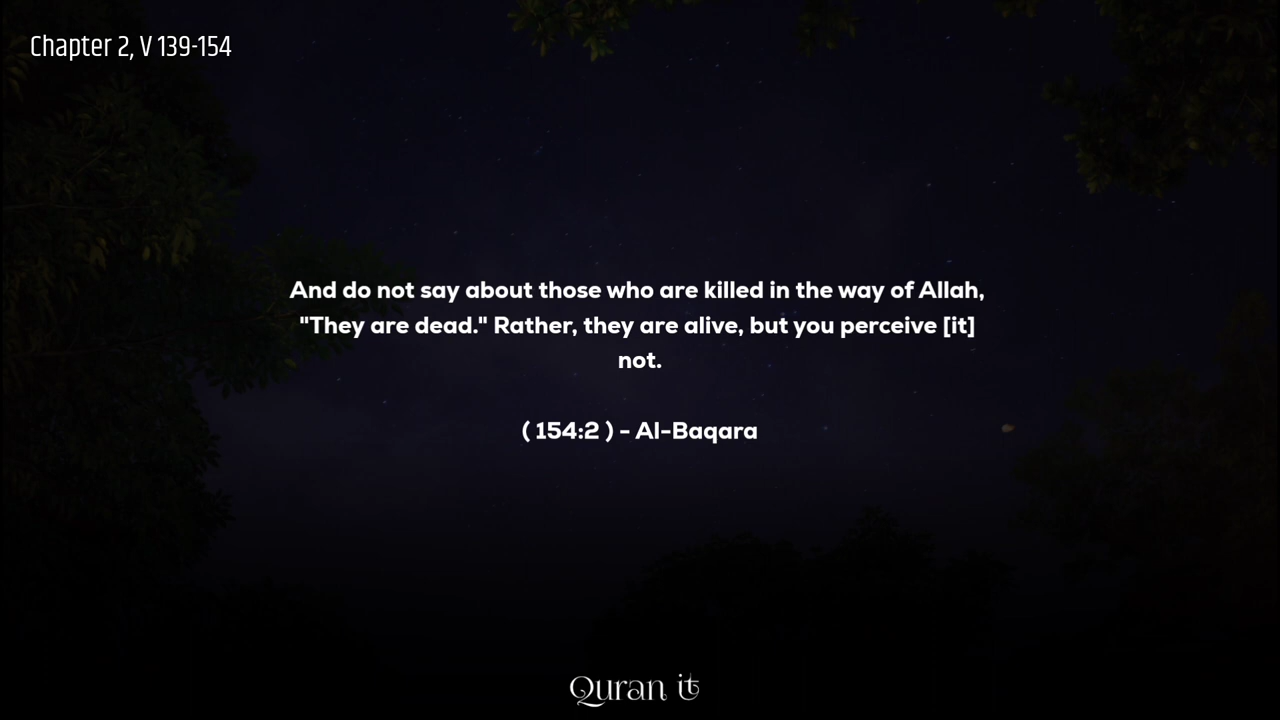 Chapter 2, V 139-154
And do not say about those who are killed in the way of Allah,
"They are dead." Rather, they are alive, but you perceive [it]
not.
( 154:2 ) - Al-Baqara
Quran it